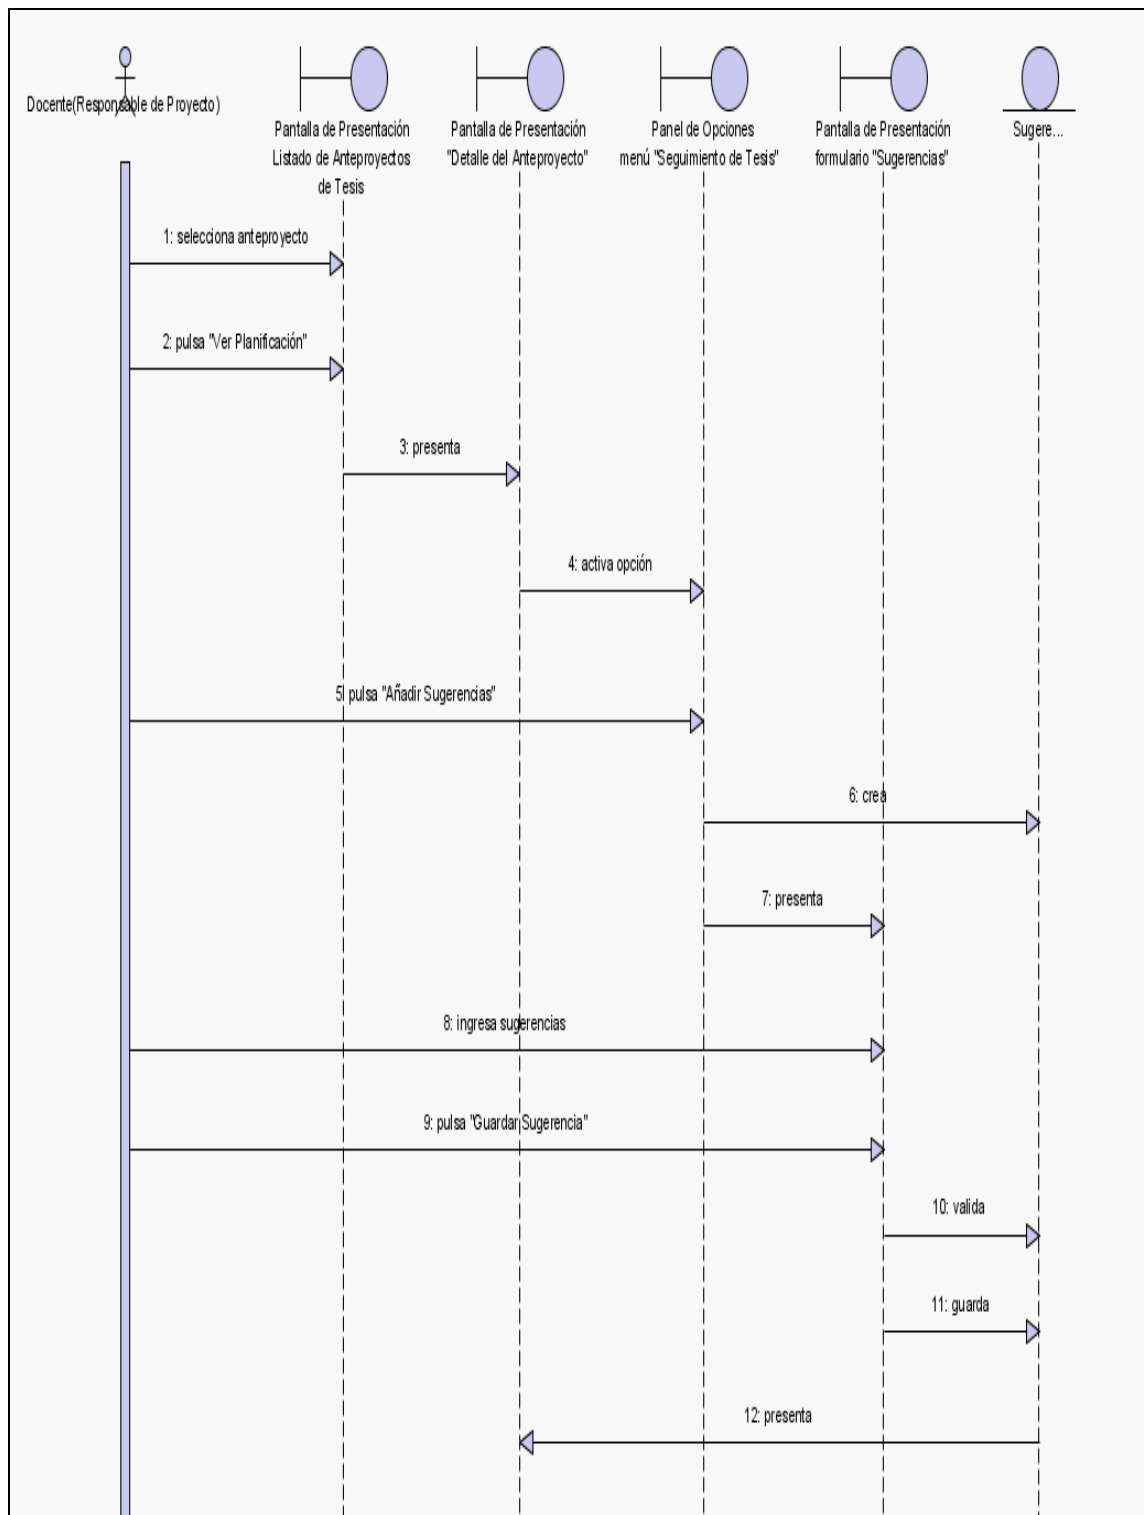 Docente(Responsable de Proyecto)
Pantalla de Presentación
Listado de Anteproyectos
de Tesis
Pantalla de Presentación
"Detalle del Anteproyecto"
Panel de Opciones
menú "Seguimiento de Tesis"
Pantalla de Presentación
formulario "Sugerencias"
Sugere...
1: selecciona anteproyecto
2: pulsa "Ver Planificación"
3: presenta
4: activa opción
5: pulsa "Añadir Sugerencias"
6: crea
7: presenta
8: ingresa sugerencias
9: pulsa "Guardar Sugerencia"
10: valida
11: guarda
12: presenta